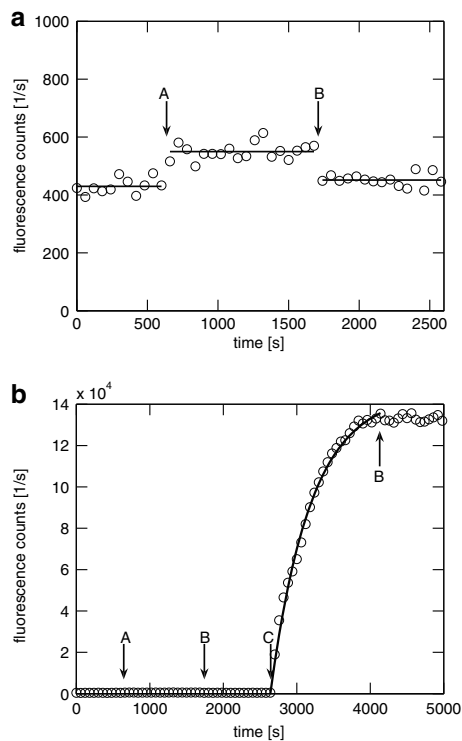 a
1000
800
600
400
200
0
fluorescence counts [1/s]
A
B
0 500 1000 1500 2000 2500
time [s]
b
x 10^4
14
12
10
8
6
4
2
0
fluorescence counts [1/s]
A
B
C
B
0 1000 2000 3000 4000 5000
time [s]